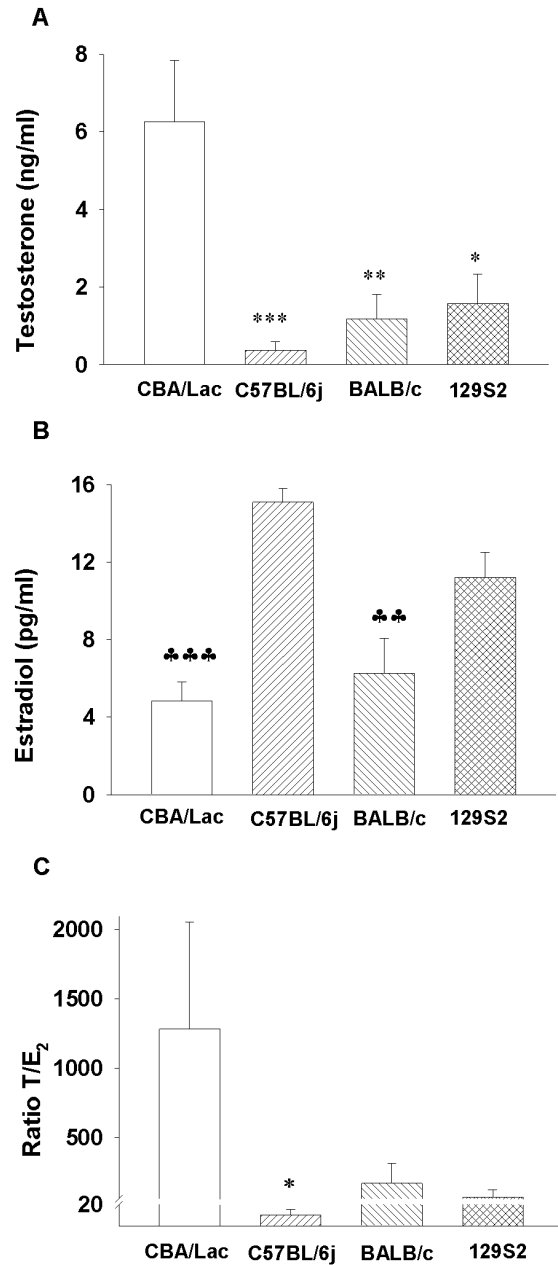 A
Testosterone (ng/ml)
8
6
4
2
0
***
**
*
CBA/Lac C57BL/6j BALB/c 129S2
B
Estradiol (pg/ml)
16
12
8
4
0
♣♣♣
♣♣
CBA/Lac C57BL/6j BALB/c 129S2
C
Ratio T/E₂
2000
1500
1000
500
20
*
CBA/Lac C57BL/6j BALB/c 129S2